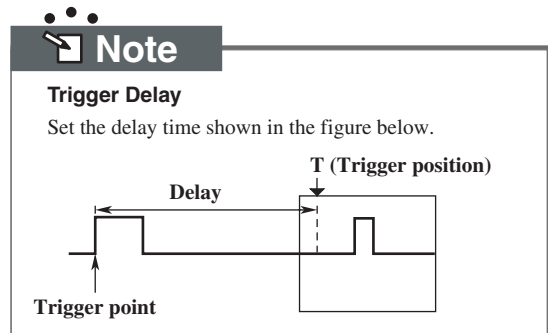 Note
Trigger Delay
Set the delay time shown in the figure below.
T (Trigger position)
Delay
Trigger point